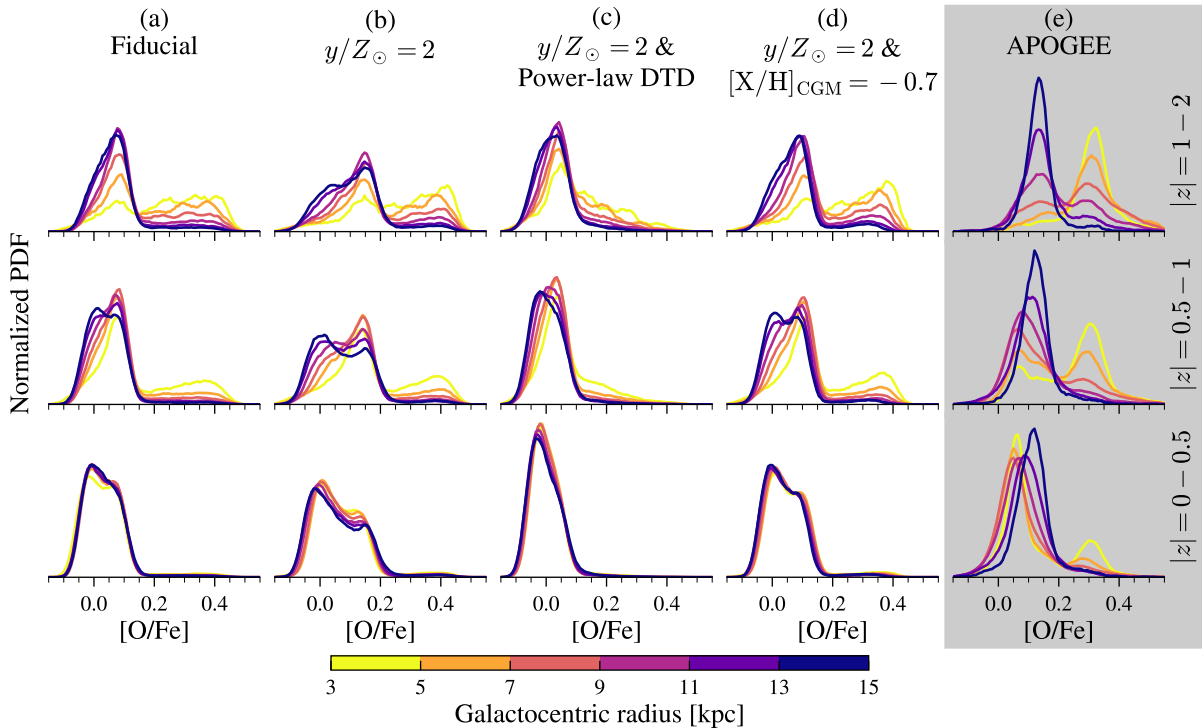 (a)
Fiducial
(b)
y/Z⊙ = 2
(c)
y/Z⊙ = 2 &
Power-law DTD
(d)
y/Z⊙ = 2 &
[X/H]CGM = −0.7
(e)
APOGEE
|z| = 1 − 2
|z| = 0.5 − 1
|z| = 0 − 0.5
Normalized PDF
0.0 0.2 0.4
[O/Fe]
0.0 0.2 0.4
[O/Fe]
0.0 0.2 0.4
[O/Fe]
0.0 0.2 0.4
[O/Fe]
0.0 0.2 0.4
[O/Fe]
3 5 7 9 11 13 15
Galactocentric radius [kpc]